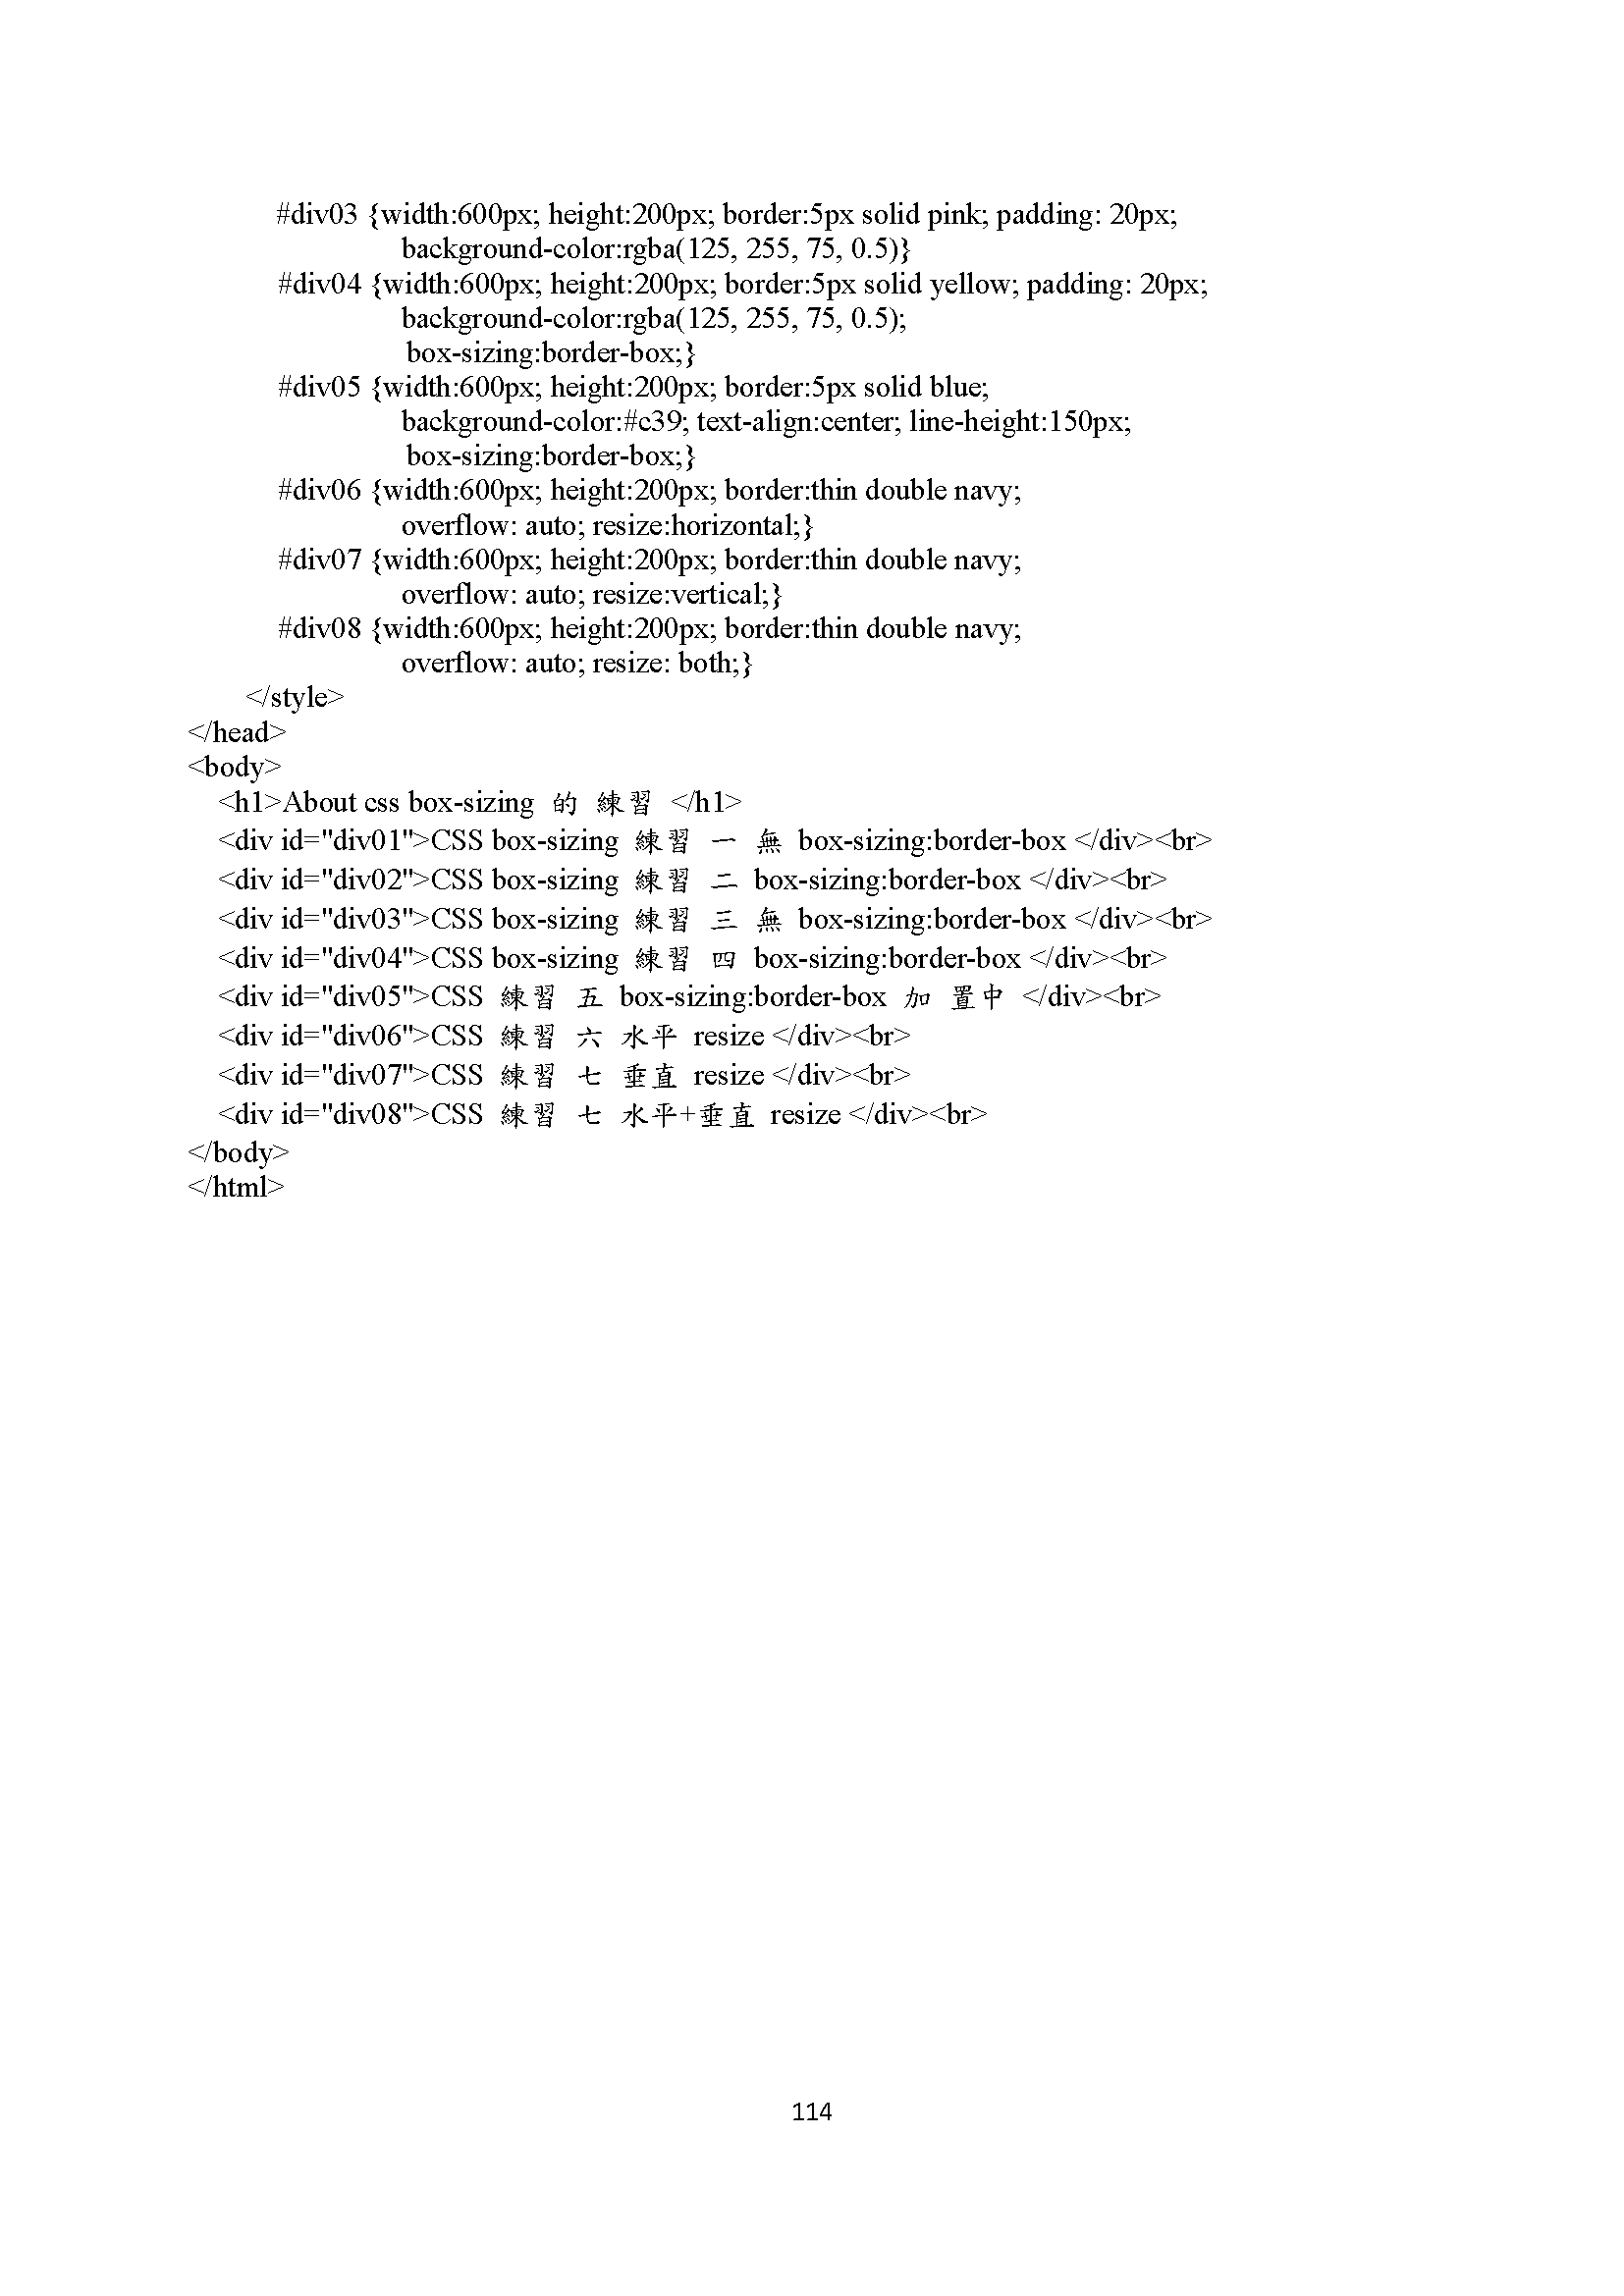 #div03 {width:600px; height:200px; border:5px solid pink; padding: 20px;
background-color:rgba(125, 255, 75, 0.5)}
#div04 {width:600px; height:200px; border:5px solid yellow; padding: 20px;
background-color:rgba(125, 255, 75, 0.5);
box-sizing:border-box;}
#div05 {width:600px; height:200px; border:5px solid blue;
background-color:#c39; text-align:center; line-height:150px;
box-sizing:border-box;}
#div06 {width:600px; height:200px; border:thin double navy;
overflow: auto; resize:horizontal;}
#div07 {width:600px; height:200px; border:thin double navy;
overflow: auto; resize:vertical;}
#div08 {width:600px; height:200px; border:thin double navy;
overflow: auto; resize: both;}
</style>
</head>
<body>
<h1>About css box-sizing 的 練習 </h1>
<div id="div01">CSS box-sizing 練習 一 無 box-sizing:border-box </div><br>
<div id="div02">CSS box-sizing 練習 二 box-sizing:border-box </div><br>
<div id="div03">CSS box-sizing 練習 三 無 box-sizing:border-box </div><br>
<div id="div04">CSS box-sizing 練習 四 box-sizing:border-box </div><br>
<div id="div05">CSS 練習 五 box-sizing:border-box 加 置中 </div><br>
<div id="div06">CSS 練習 六 水平 resize </div><br>
<div id="div07">CSS 練習 七 垂直 resize </div><br>
<div id="div08">CSS 練習 七 水平+垂直 resize </div><br>
</body>
</html>
114